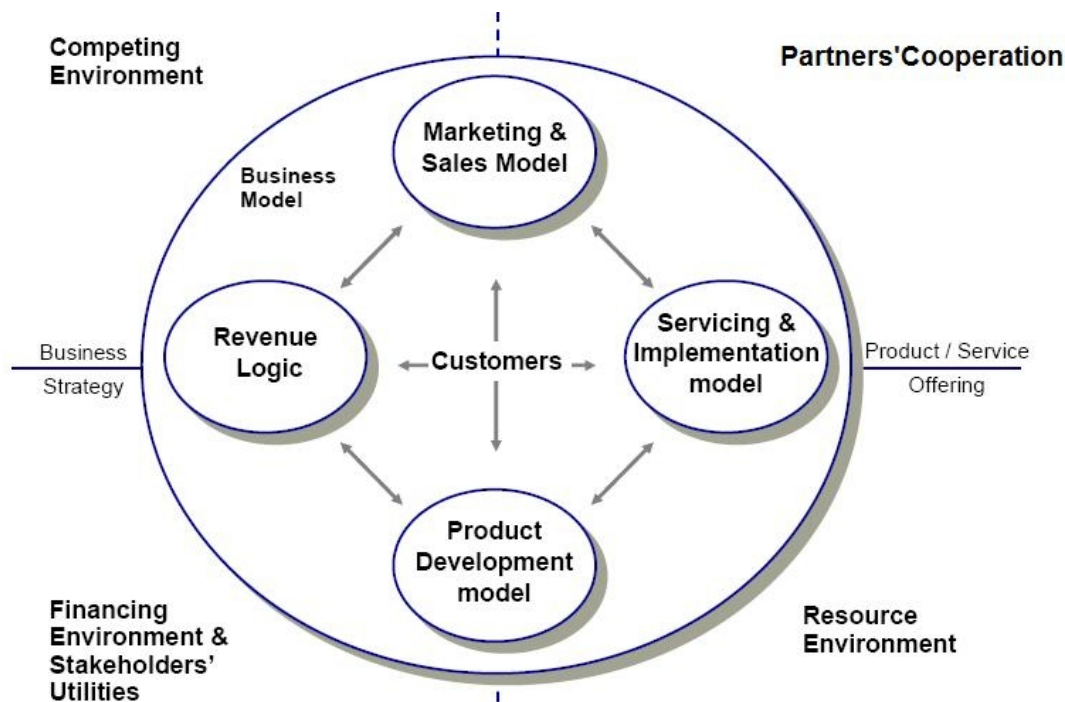 Competing
Environment
Partners'Cooperation
Marketing &
Sales Model
Business
Model
Revenue
Logic
Customers
Servicing &
Implementation
model
Business
Strategy
Product / Service
Offering
Product
Development
model
Financing
Environment &
Stakeholders’
Utilities
Resource
Environment